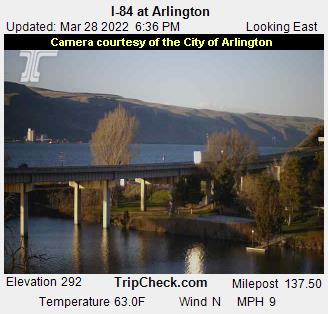 I-84 at Arlington
Updated: Mar 28 2022 6:36 PM Looking East
Camera courtesy of the City of Arlington
Elevation 292 TripCheck.com Milepost 137.50
Temperature 63.0F Wind N MPH 9